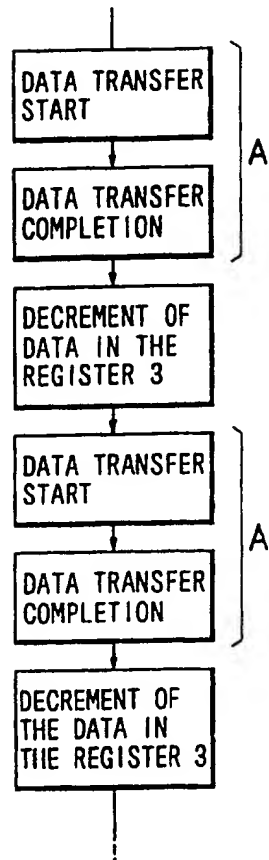 DATA TRANSFER
START
A
DATA TRANSFER
COMPLETION
DECREMENT OF
DATA IN THE
REGISTER 3
DATA TRANSFER
START
A
DATA TRANSFER
COMPLETION
DECREMENT OF
THE DATA IN
THE REGISTER 3